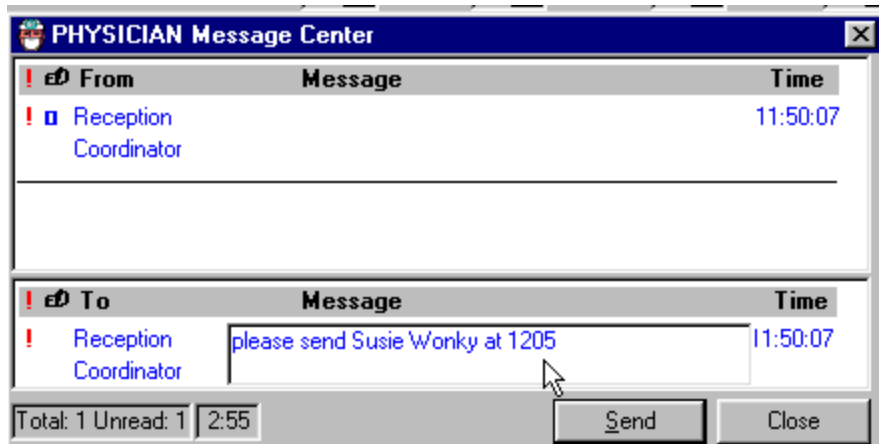 PHYSICIAN Message Center
! From Message Time
! Reception 11:50:07
Coordinator
! To Message Time
! Reception please send Susie Wonky at 1205 11:50:07
Coordinator
Total: 1 Unread: 1 2:55 Send Close